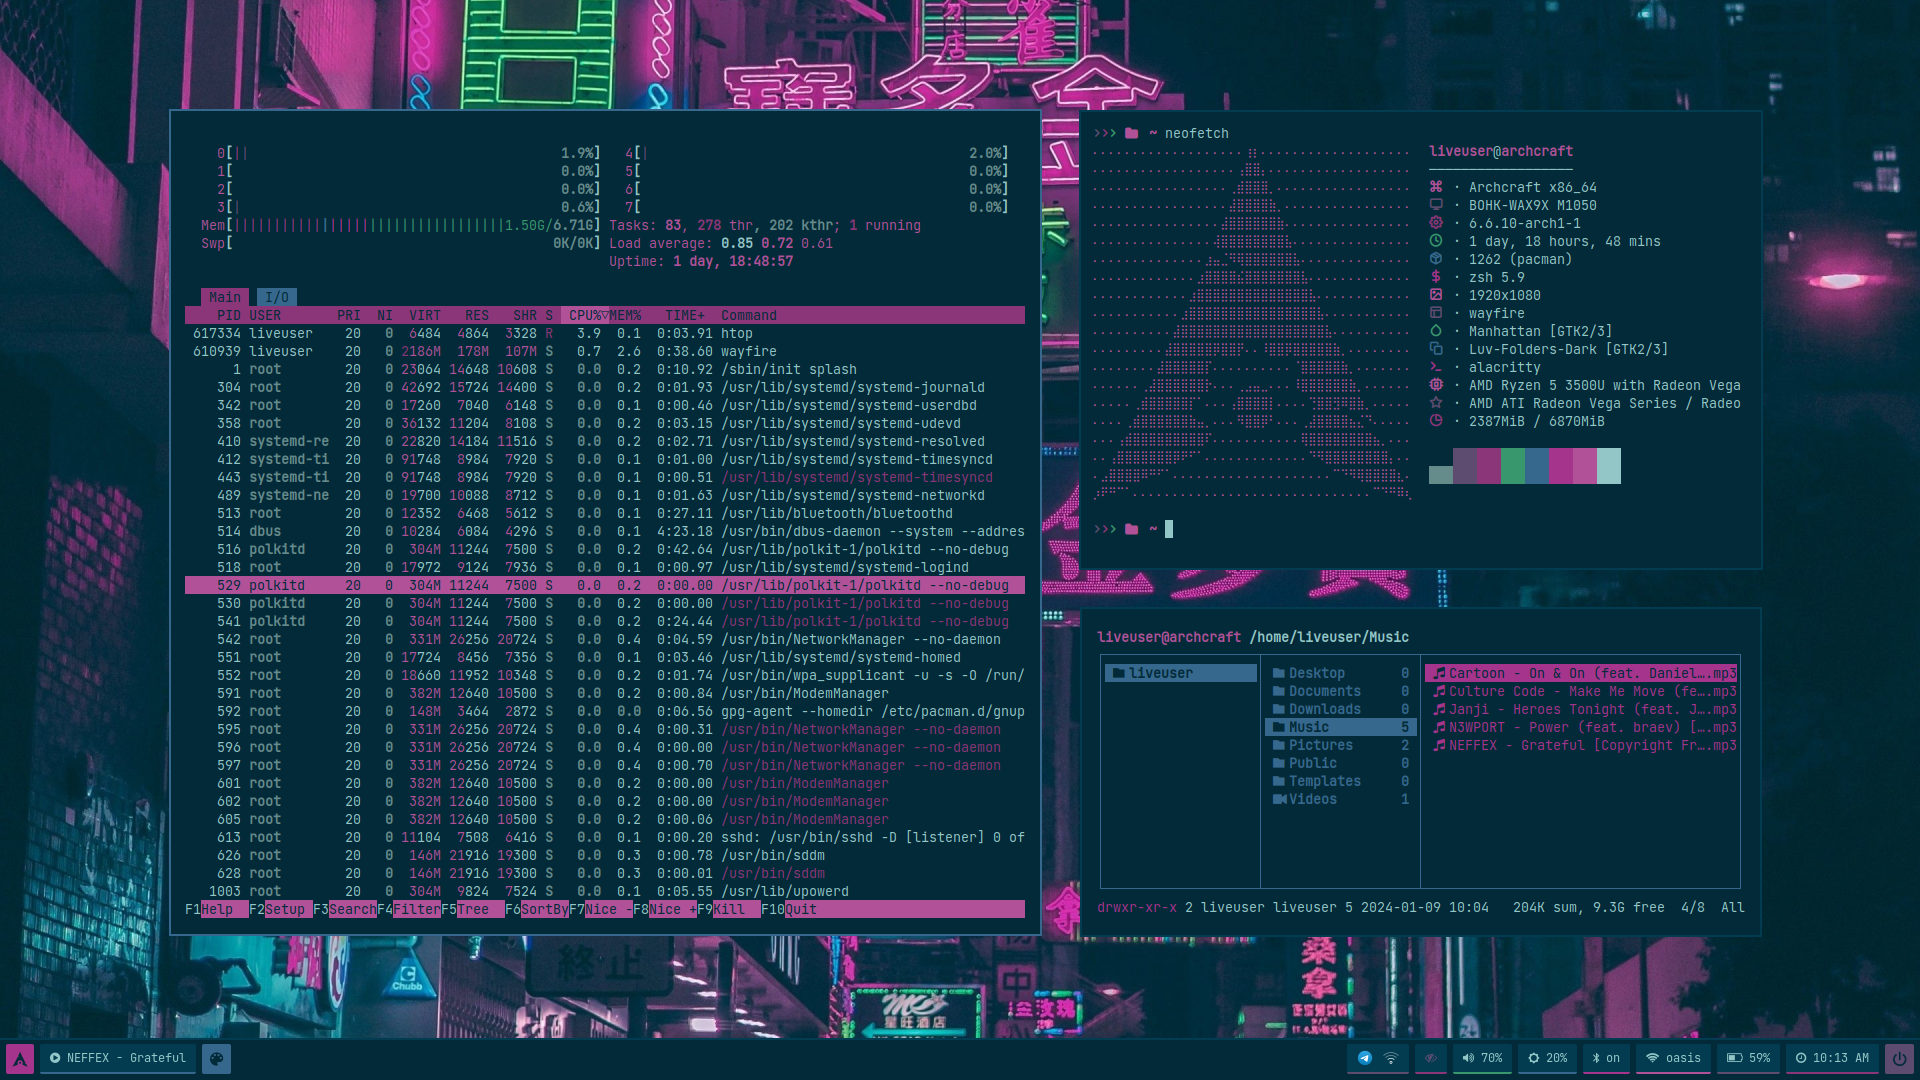 寶 多 金
0[|| 1.9%] 4[| 2.0%]
1[ 0.0%] 5[ 0.0%]
2[ 0.0%] 6[ 0.0%]
3[| 0.6%] 7[ 0.0%]
Mem[||||||||||||||||||||||||||||||||||1.50G/6.71G] Tasks: 83, 278 thr, 202 kthr; 1 running
Swp[ 0K/0K] Load average: 0.85 0.72 0.61
Uptime: 1 day, 18:48:57
Main I/O
PID USER PRI NI VIRT RES SHR S CPU%▽MEM% TIME+ Command
617334 liveuser 20 0 6484 4864 3328 R 3.9 0.1 0:03.91 htop
610939 liveuser 20 0 2186M 178M 107M S 0.7 2.6 0:38.60 wayfire
1 root 20 0 23064 14648 10608 S 0.0 0.2 0:10.92 /sbin/init splash
304 root 20 0 42692 15724 14400 S 0.0 0.2 0:01.93 /usr/lib/systemd/systemd-journald
342 root 20 0 17260 7040 6148 S 0.0 0.1 0:00.46 /usr/lib/systemd/systemd-userdbd
358 root 20 0 36132 11204 8108 S 0.0 0.2 0:03.15 /usr/lib/systemd/systemd-udevd
410 systemd-re 20 0 22820 14184 11516 S 0.0 0.2 0:02.71 /usr/lib/systemd/systemd-resolved
412 systemd-ti 20 0 91748 8984 7920 S 0.0 0.1 0:01.00 /usr/lib/systemd/systemd-timesyncd
443 systemd-ti 20 0 91748 8984 7920 S 0.0 0.1 0:00.51 /usr/lib/systemd/systemd-timesyncd
489 systemd-ne 20 0 19700 10088 8712 S 0.0 0.1 0:01.63 /usr/lib/systemd/systemd-networkd
513 root 20 0 12352 6468 5612 S 0.0 0.1 0:27.11 /usr/lib/bluetooth/bluetoothd
514 dbus 20 0 10284 6084 4296 S 0.0 0.1 4:23.18 /usr/bin/dbus-daemon --system --addres
516 polkitd 20 0 304M 11244 7500 S 0.0 0.2 0:42.64 /usr/lib/polkit-1/polkitd --no-debug
518 root 20 0 17972 9124 7936 S 0.0 0.1 0:00.97 /usr/lib/systemd/systemd-logind
529 polkitd 20 0 304M 11244 7500 S 0.0 0.2 0:00.00 /usr/lib/polkit-1/polkitd --no-debug
530 polkitd 20 0 304M 11244 7500 S 0.0 0.2 0:00.00 /usr/lib/polkit-1/polkitd --no-debug
541 polkitd 20 0 304M 11244 7500 S 0.0 0.2 0:24.44 /usr/lib/polkit-1/polkitd --no-debug
542 root 20 0 331M 26256 20724 S 0.0 0.4 0:04.59 /usr/bin/NetworkManager --no-daemon
551 root 20 0 17724 8456 7356 S 0.0 0.1 0:03.46 /usr/lib/systemd/systemd-homed
552 root 20 0 18660 11952 10348 S 0.0 0.2 0:01.74 /usr/bin/wpa_supplicant -u -s -O /run/
591 root 20 0 382M 12640 10500 S 0.0 0.2 0:00.84 /usr/bin/ModemManager
592 root 20 0 148M 3464 2872 S 0.0 0.0 0:06.56 gpg-agent --homedir /etc/pacman.d/gnup
595 root 20 0 331M 26256 20724 S 0.0 0.4 0:00.31 /usr/bin/NetworkManager --no-daemon
596 root 20 0 331M 26256 20724 S 0.0 0.4 0:00.00 /usr/bin/NetworkManager --no-daemon
597 root 20 0 331M 26256 20724 S 0.0 0.4 0:00.70 /usr/bin/NetworkManager --no-daemon
601 root 20 0 382M 12640 10500 S 0.0 0.2 0:00.00 /usr/bin/ModemManager
602 root 20 0 382M 12640 10500 S 0.0 0.2 0:00.00 /usr/bin/ModemManager
605 root 20 0 382M 12640 10500 S 0.0 0.2 0:00.06 /usr/bin/ModemManager
613 root 20 0 11104 7508 6416 S 0.0 0.1 0:00.20 sshd: /usr/bin/sshd -D [listener] 0 of
626 root 20 0 146M 21916 19300 S 0.0 0.3 0:00.78 /usr/bin/sddm
628 root 20 0 146M 21916 19300 S 0.0 0.3 0:00.01 /usr/bin/sddm
1003 root 20 0 304M 9824 7524 S 0.0 0.1 0:05.55 /usr/lib/upowerd
F1Help F2Setup F3SearchF4FilterF5Tree F6SortByF7Nice -F8Nice +F9Kill F10Quit
>>> ~ neofetch
liveuser@archcraft
· Archcraft x86_64
· BOHK-WAX9X M1050
· 6.6.10-arch1-1
· 1 day, 18 hours, 48 mins
· 1262 (pacman)
· zsh 5.9
· 1920x1080
· wayfire
· Manhattan [GTK2/3]
· Luv-Folders-Dark [GTK2/3]
· alacritty
· AMD Ryzen 5 3500U with Radeon Vega
· AMD ATI Radeon Vega Series / Radeo
· 2387MiB / 6870MiB
>>> ~
liveuser@archcraft /home/liveuser/Music
liveuser
Desktop 0
Documents 0
Downloads 0
Music 5
Pictures 2
Public 0
Templates 0
Videos 1
Cartoon - On & On (feat. Daniel….mp3
Culture Code - Make Me Move (fe….mp3
Janji - Heroes Tonight (feat. J….mp3
N3WPORT - Power (feat. braev) [….mp3
NEFFEX - Grateful [Copyright Fr….mp3
drwxr-xr-x 2 liveuser liveuser 5 2024-01-09 10:04 204K sum, 9.3G free 4/8 All
終止
Chubb
星旺酒店
中
桑拿
NEFFEX - Grateful
70% 20% on oasis 59% 10:13 AM